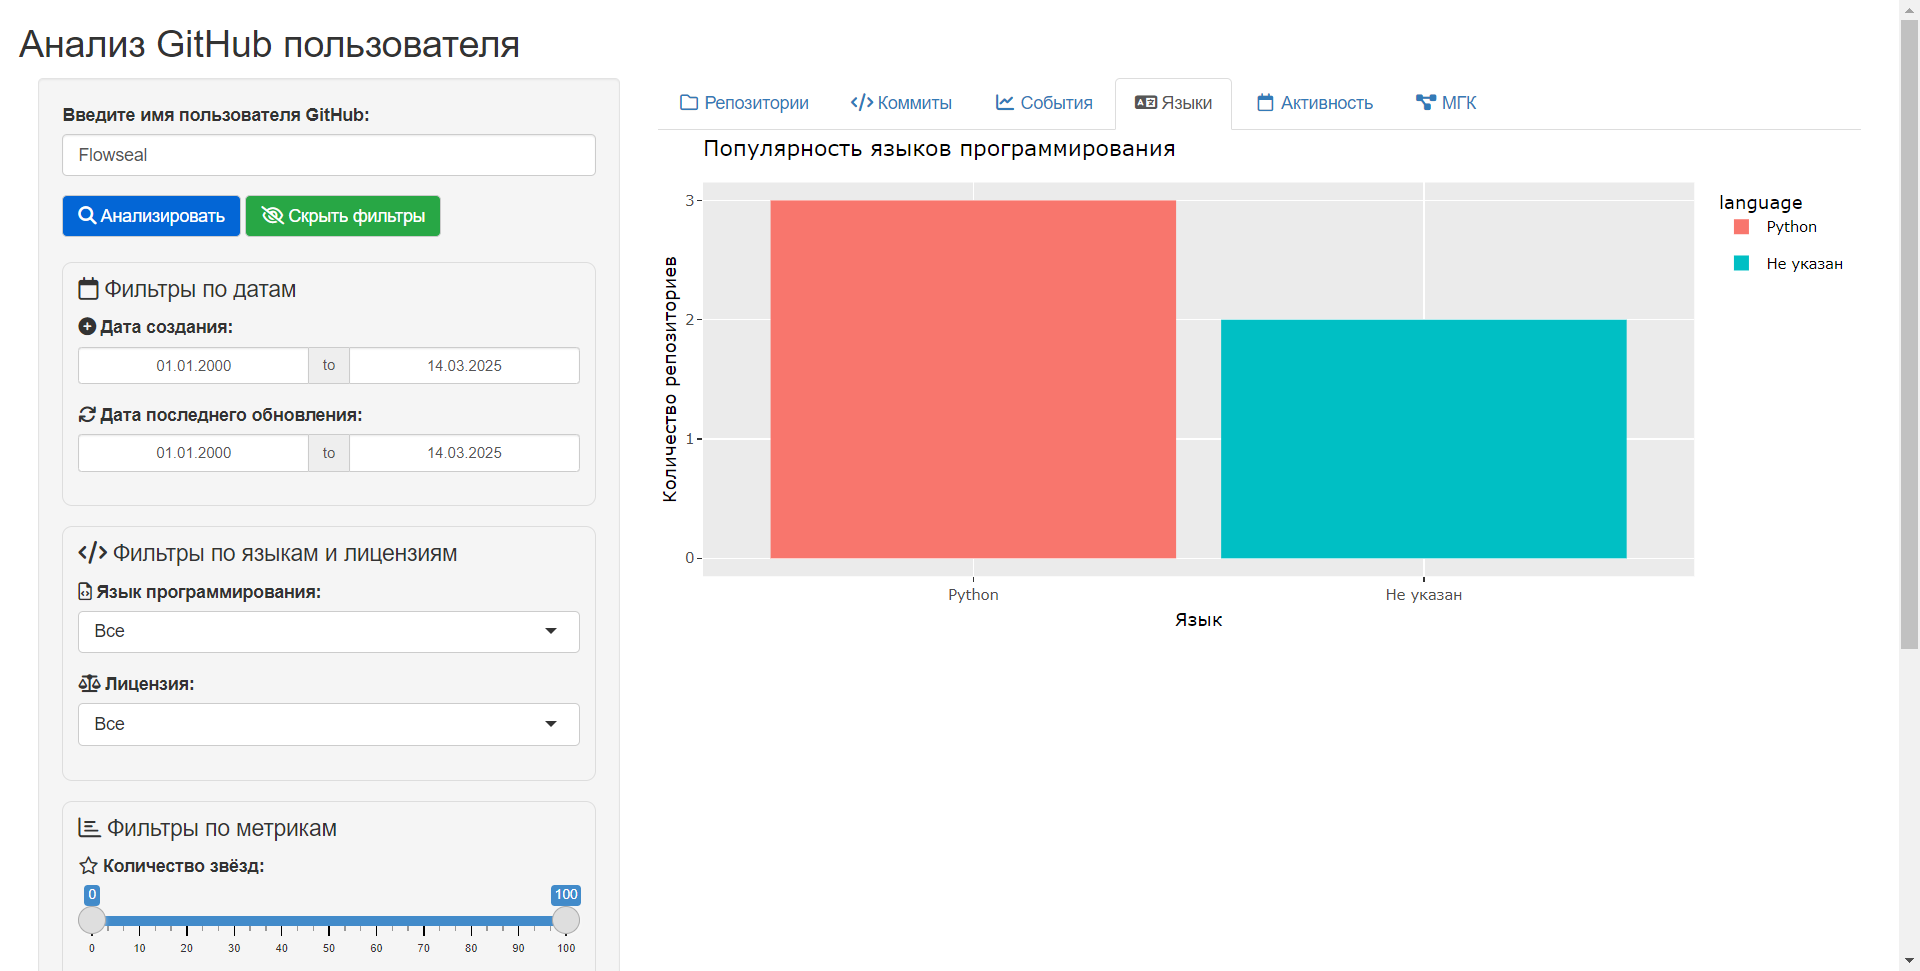 Анализ GitHub пользователя
Введите имя пользователя GitHub:
Flowseal
Анализировать
Скрыть фильтры
Фильтры по датам
Дата создания:
01.01.2000 to 14.03.2025
Дата последнего обновления:
01.01.2000 to 14.03.2025
Фильтры по языкам и лицензиям
Язык программирования:
Все
Лицензия:
Все
Фильтры по метрикам
Количество звёзд:
0 100
0 10 20 30 40 50 60 70 80 90 100
Репозитории Коммиты События Языки Активность МГК
Популярность языков программирования
Количество репозиториев
3
2
1
0
Python Не указан
Язык
language
Python
Не указан